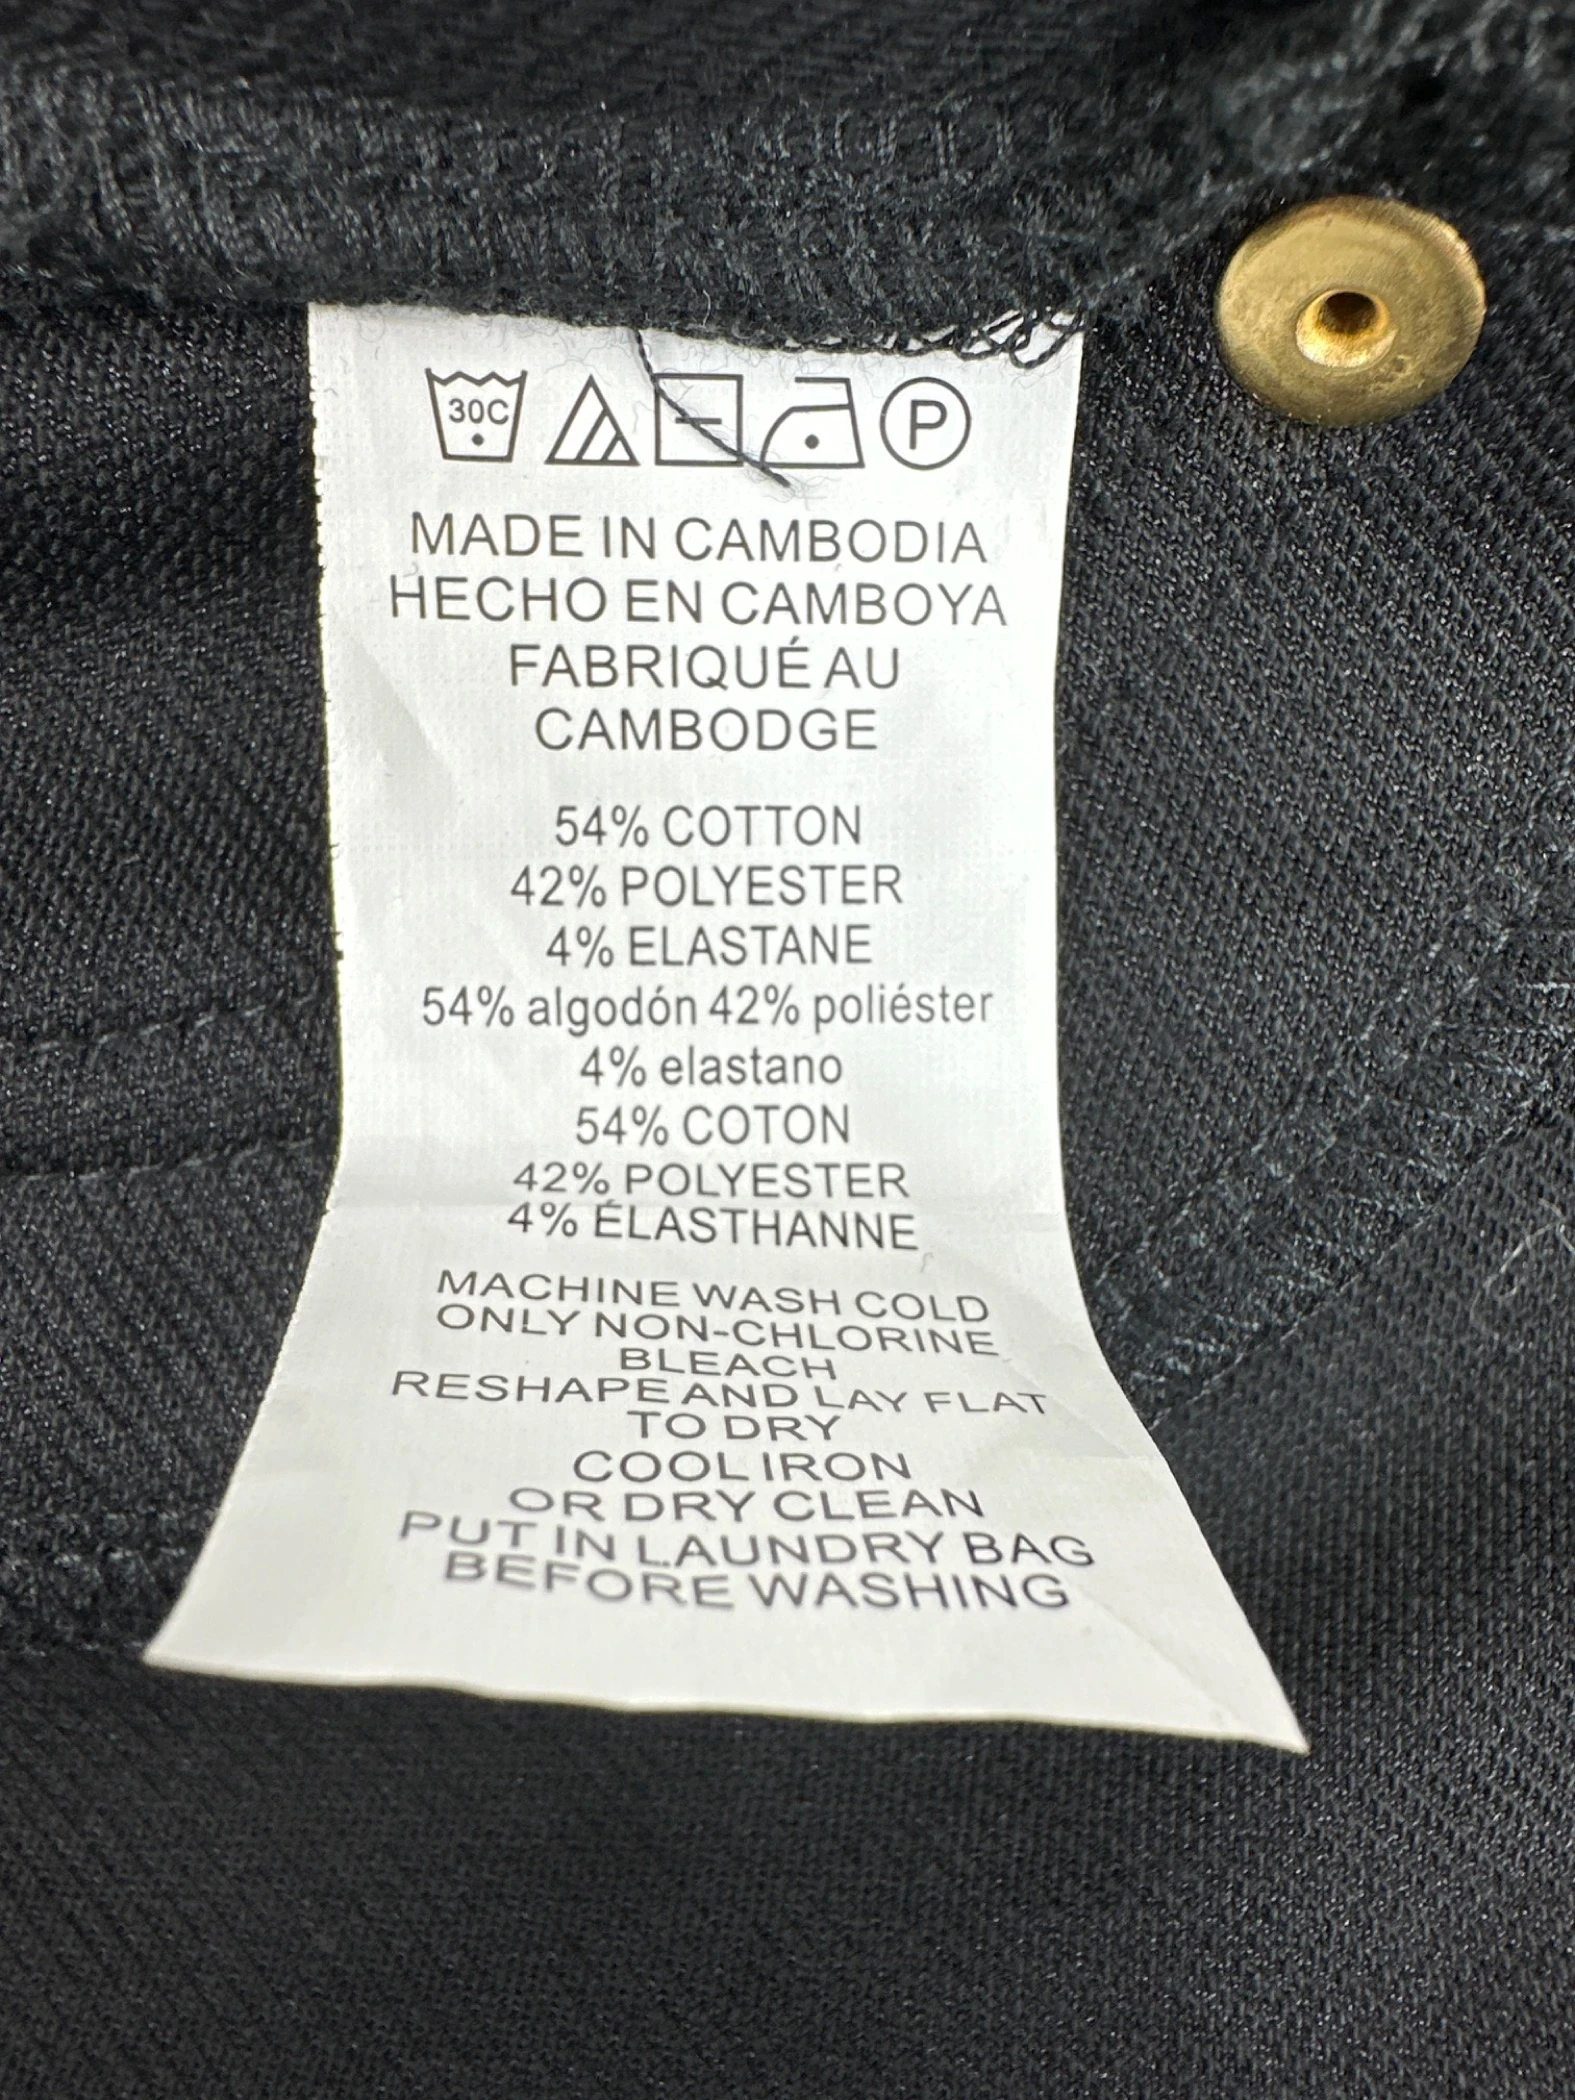 30C
P
MADE IN CAMBODIA
HECHO EN CAMBOYA
FABRIQUÉ AU
CAMBODGE
54% COTTON
42% POLYESTER
4% ELASTANE
54% algodón 42% poliéster
4% elastano
54% COTON
42% POLYESTER
4% ÉLASTHANNE
MACHINE WASH COLD
ONLY NON-CHLORINE
BLEACH
RESHAPE AND LAY FLAT
TO DRY
COOL IRON
OR DRY CLEAN
PUT IN LAUNDRY BAG
BEFORE WASHING